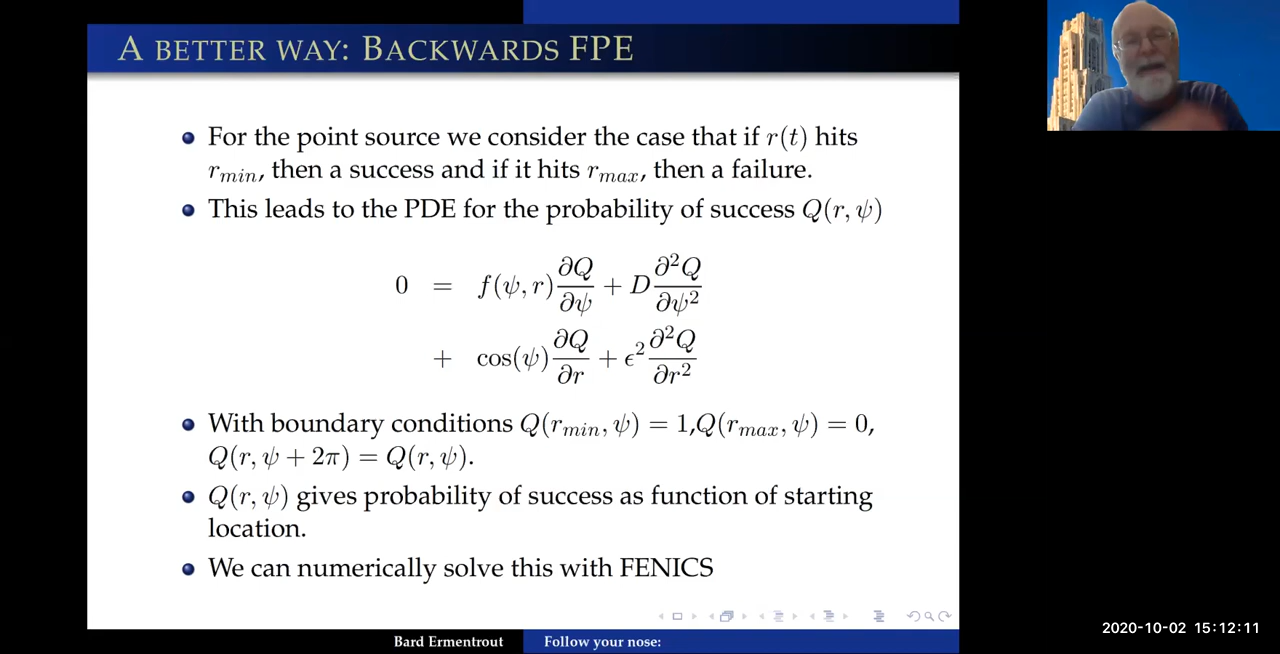 A BETTER WAY: BACKWARDS FPE
For the point source we consider the case that if r(t) hits
r_min, then a success and if it hits r_max, then a failure.
This leads to the PDE for the probability of success Q(r, ψ)
0 = f(ψ, r) ∂Q/∂ψ + D ∂²Q/∂ψ²
+ cos(ψ) ∂Q/∂r + ϵ² ∂²Q/∂r²
With boundary conditions Q(r_min, ψ) = 1,Q(r_max, ψ) = 0,
Q(r, ψ + 2π) = Q(r, ψ).
Q(r, ψ) gives probability of success as function of starting
location.
We can numerically solve this with FENICS
Bard Ermentrout Follow your nose:
2020-10-02 15:12:11